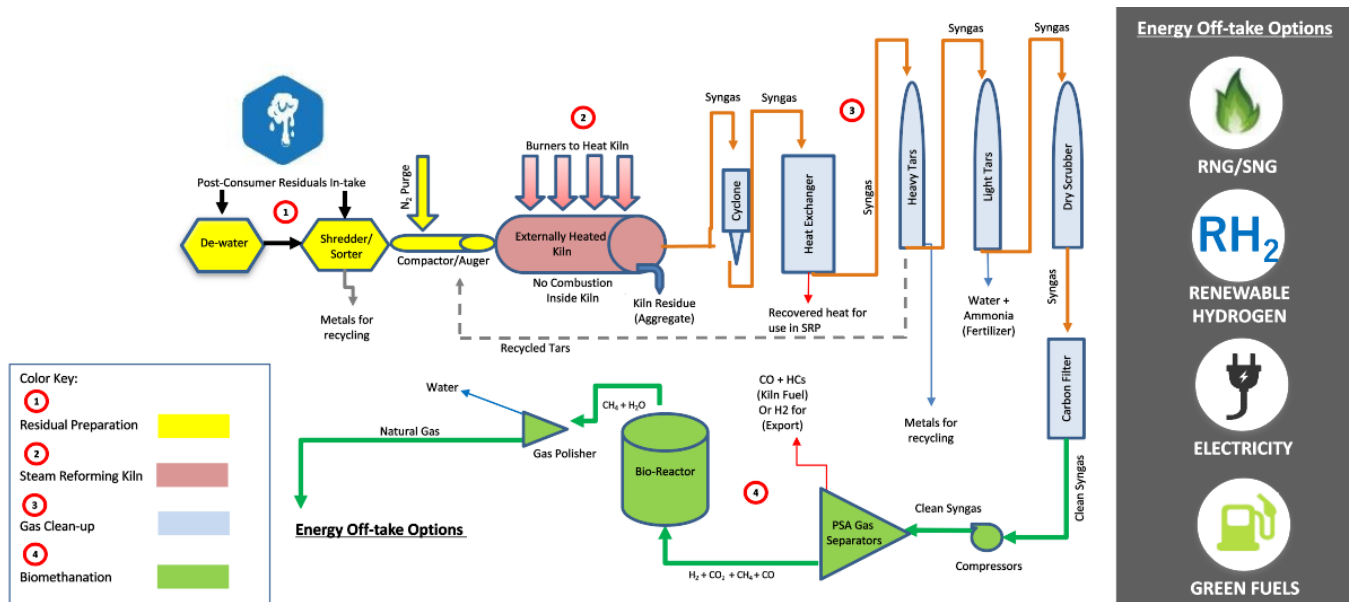 Post-Consumer Residuals In-take
1
De-water
Shredder/
Sorter
Metals for
recycling
N2 Purge
Compactor/Auger
2
Burners to Heat Kiln
Externally Heated
Kiln
No Combustion
Inside Kiln
Kiln Residue
(Aggregate)
Recycled Tars
Syngas
Cyclone
Syngas
Heat Exchanger
Recovered heat for
use in SRP
3
Syngas
Heavy Tars
Metals for
recycling
Syngas
Light Tars
Water +
Ammonia
(Fertilizer)
Syngas
Dry Scrubber
Syngas
Carbon Filter
Clean Syngas
Compressors
Clean Syngas
PSA Gas
Separators
CO + HCs
(Kiln Fuel)
Or H2 for
(Export)
4
H2 + CO2 + CH4 + CO
Bio-Reactor
CH4 + H2O
Gas Polisher
Water
Natural Gas
Energy Off-take Options
Color Key:
1
Residual Preparation
2
Steam Reforming Kiln
3
Gas Clean-up
4
Biomethanation
Energy Off-take Options
RNG/SNG
RH2
RENEWABLE
HYDROGEN
ELECTRICITY
GREEN FUELS